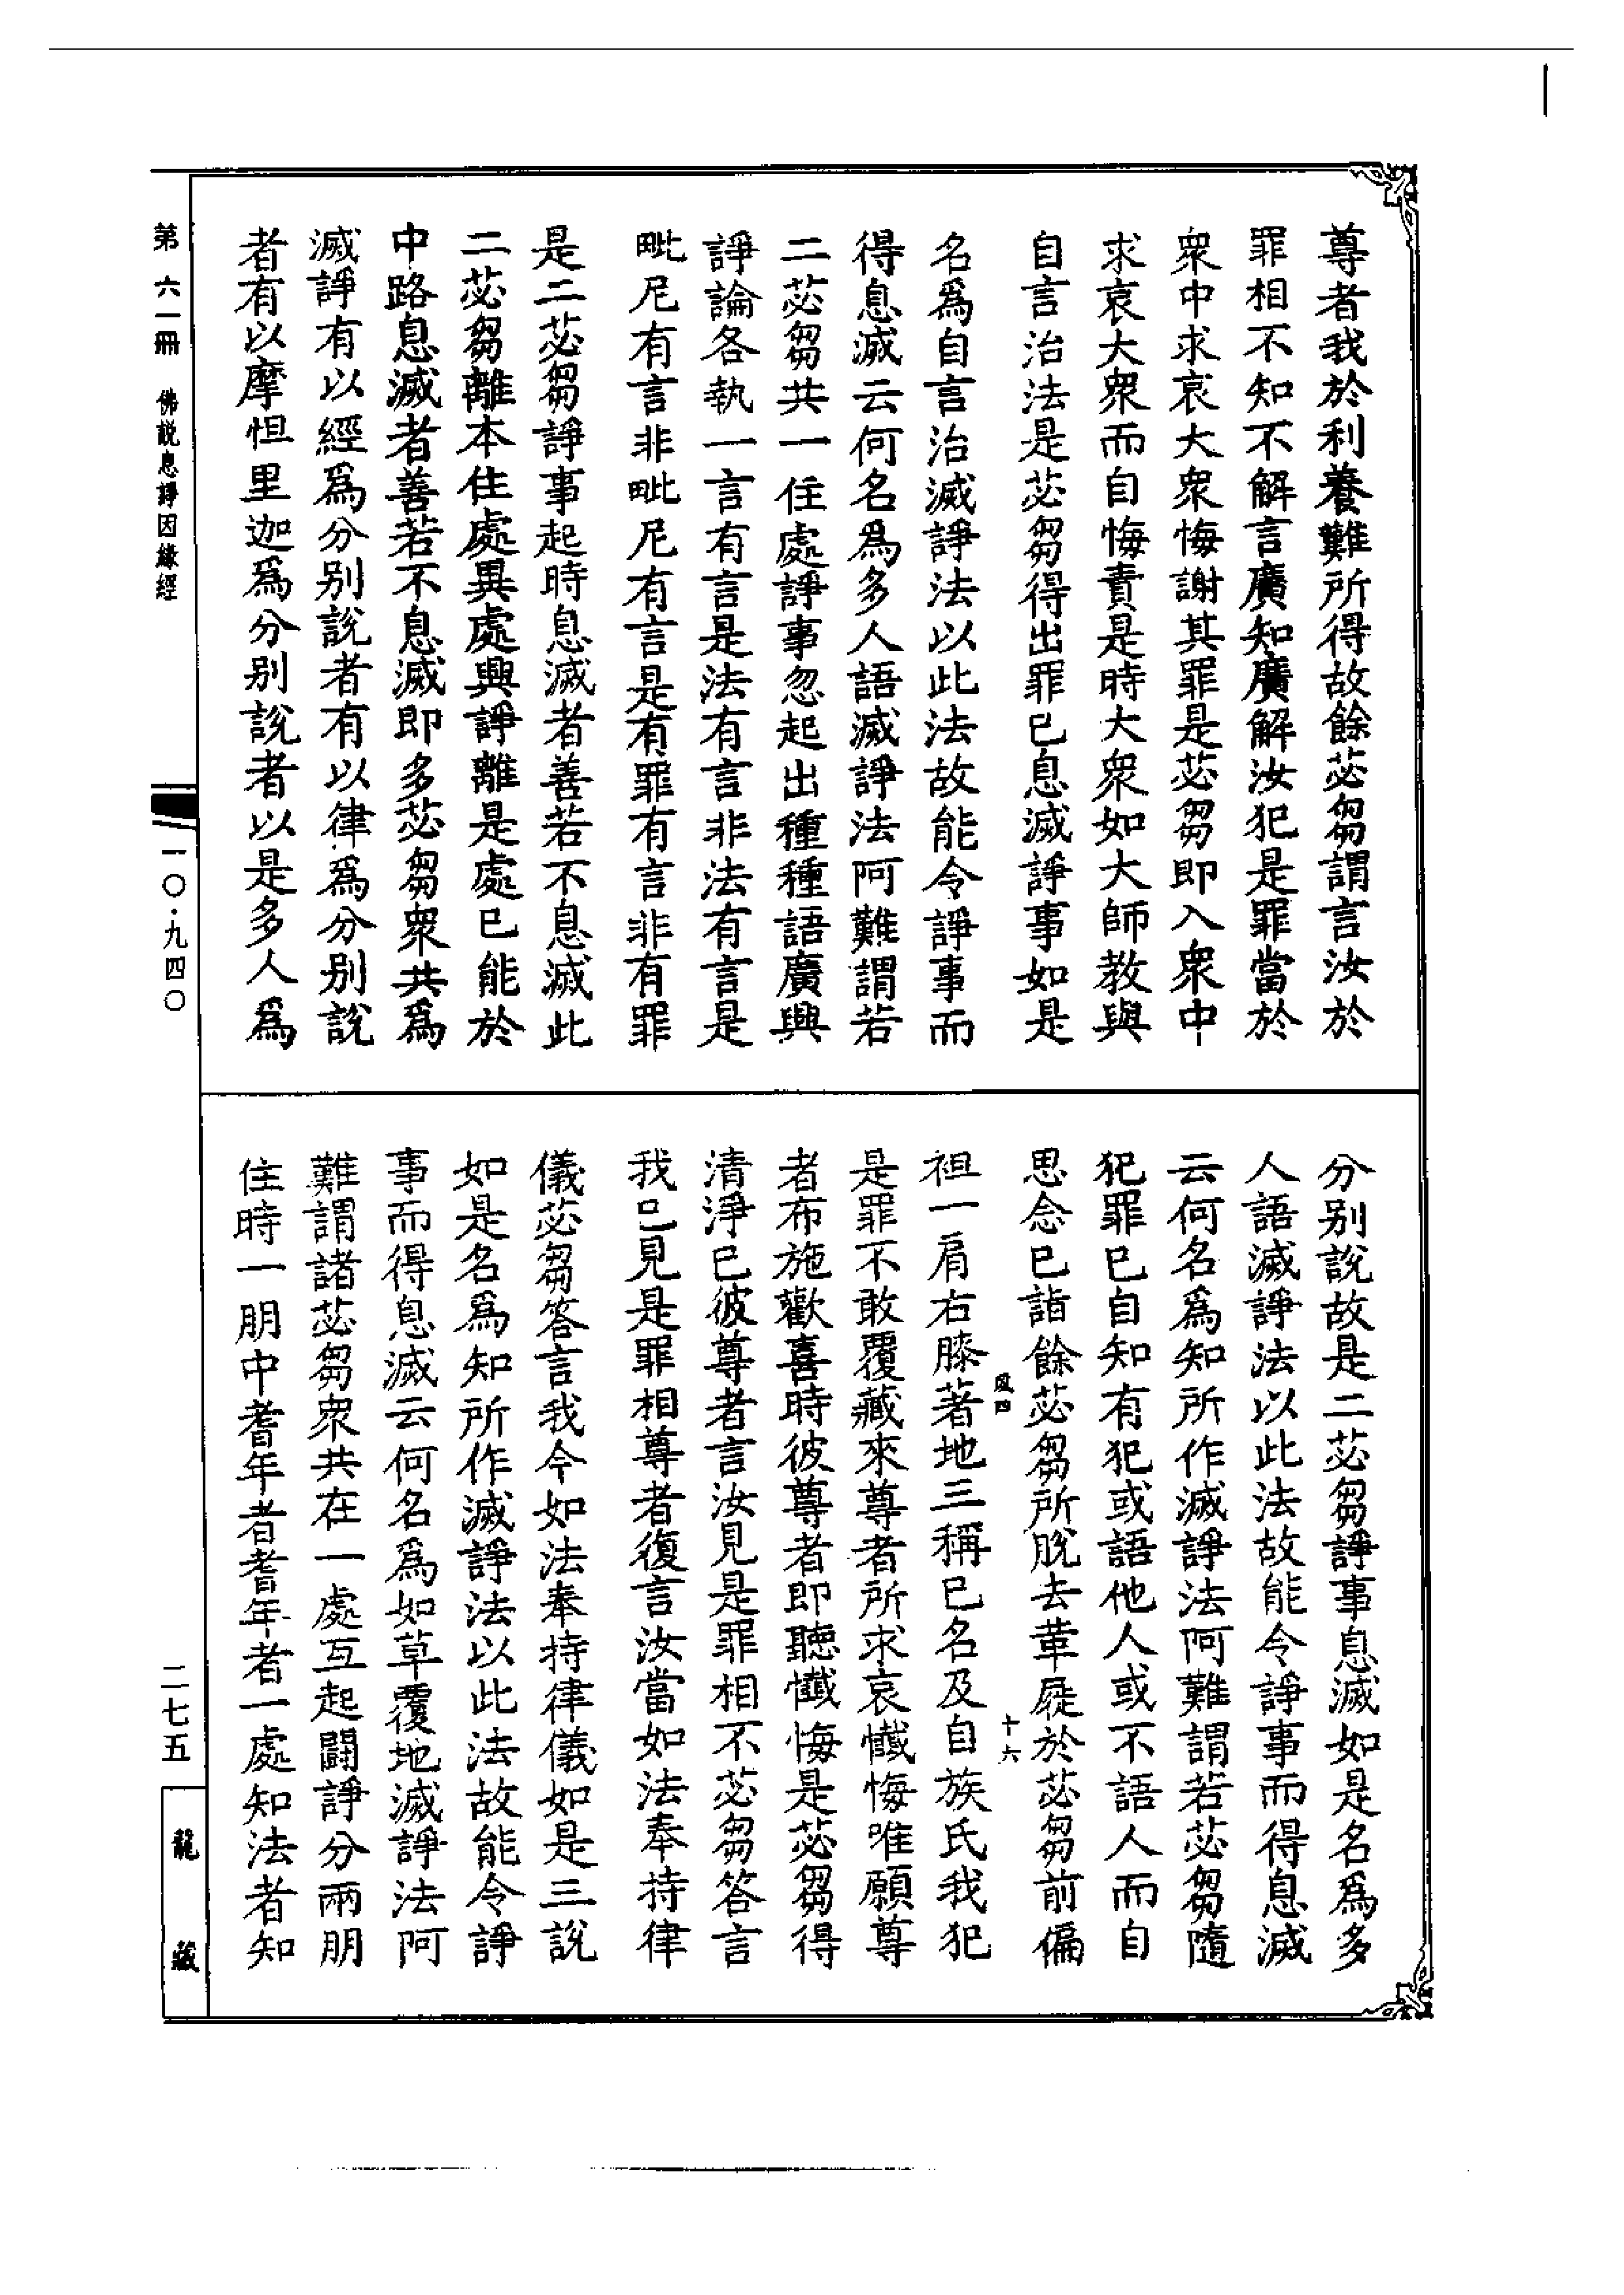 尊者我於利養難所得故餘苾芻謂言汝於
罪相不知不解言廣知廣解汝犯是罪當於
衆中求哀大衆悔謝其罪是苾芻即入衆中
求哀大衆而自悔責是時大衆如大師教與
自言治法是苾芻得出罪已息滅諍事如是
名爲自言治滅諍法以此法故能令諍事而
得息滅云何名爲多人語滅諍法阿難謂若
二苾芻共一住處諍事忽起出種種語廣興
諍論各執一言有言是法有言非法有言是
毗尼有言非毗尼有言是有罪有言非有罪
是二苾芻諍事起時息滅者善若不息滅此
二苾芻離本住處異處興諍離是處已能於
中路息滅者善若不息滅即多苾芻衆共爲
滅諍有以經爲分別說者有以律爲分別說
者有以摩怛里迦爲分別說者以是多人爲
分別說故是二苾芻諍事息滅如是名爲多
人語滅諍法以此法故能令諍事而得息滅
云何名爲知所作滅諍法阿難謂若苾芻隨
犯罪已自知有犯或語他人或不語人而自
思念已詣餘苾芻所脫去葦屣於苾芻前偏
風四
十六
袒一肩右膝著地三稱已名及自族氏我犯
是罪不敢覆藏來尊者所求哀懺悔唯願尊
者布施歡喜時彼尊者即聽懺悔是苾芻得
清淨已彼尊者言汝見是罪相不苾芻答言
我已見是罪相尊者復言汝當如法奉持律
儀苾芻答言我今如法奉持律儀如是三說
如是名爲知所作滅諍法以此法故能令諍
事而得息滅云何名爲如草覆地滅諍法阿
難謂諸苾芻衆共在一處互起鬪諍分兩朋
住時一朋中耆年者耆年者一處知法者知
第六一冊 佛說息諍因緣經
一〇·九四〇
二七五
龍藏